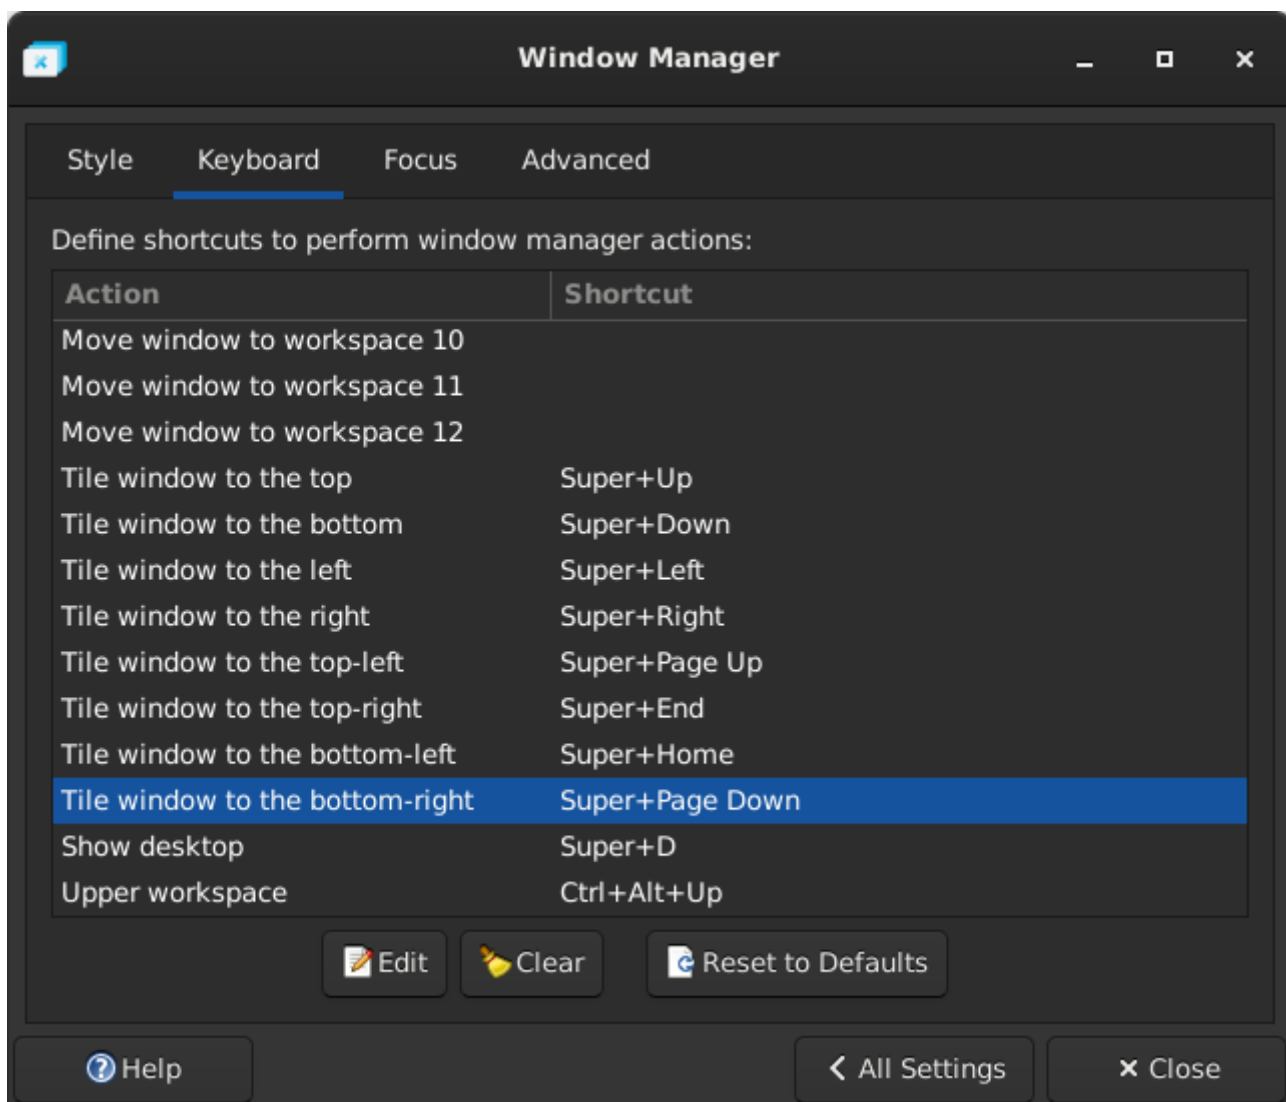 Window Manager
Style Keyboard Focus Advanced
Define shortcuts to perform window manager actions:
Action Shortcut
Move window to workspace 10
Move window to workspace 11
Move window to workspace 12
Tile window to the top Super+Up
Tile window to the bottom Super+Down
Tile window to the left Super+Left
Tile window to the right Super+Right
Tile window to the top-left Super+Page Up
Tile window to the top-right Super+End
Tile window to the bottom-left Super+Home
Tile window to the bottom-right Super+Page Down
Show desktop Super+D
Upper workspace Ctrl+Alt+Up
Edit Clear Reset to Defaults
Help All Settings Close